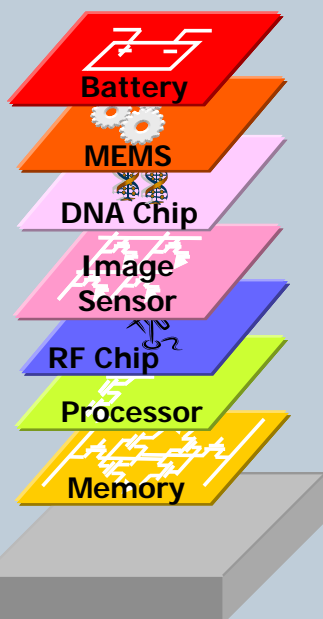 Battery
MEMS
DNA Chip
Image
Sensor
RF Chip
Processor
Memory